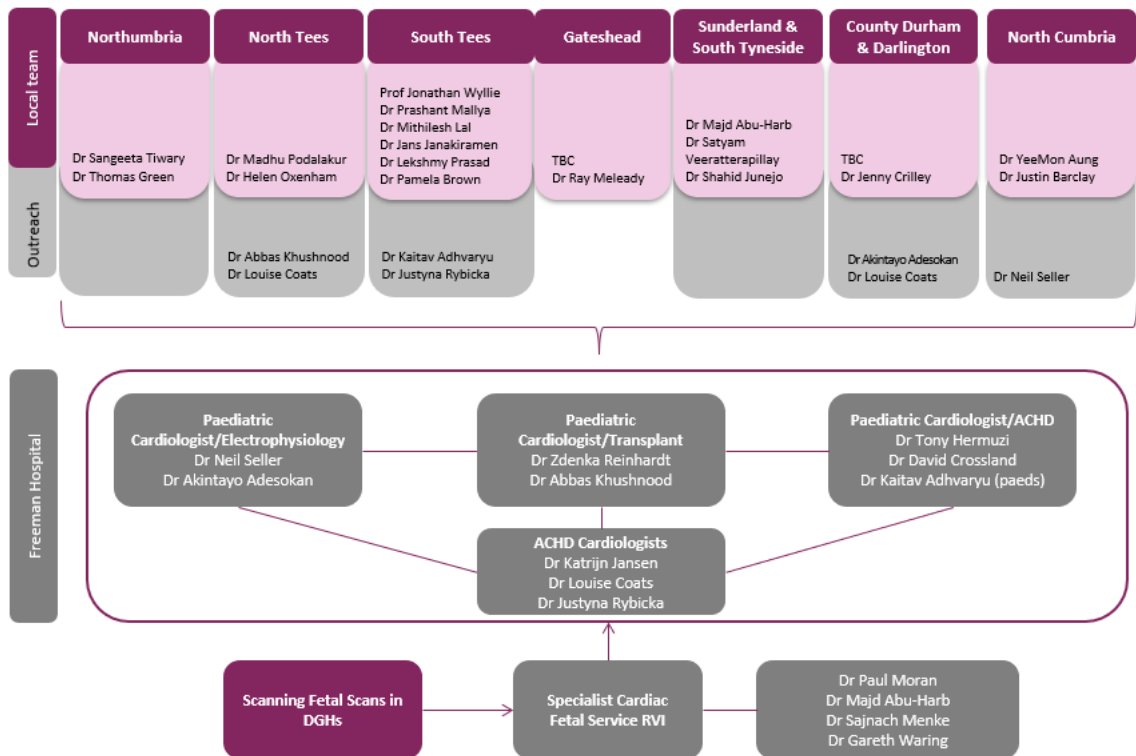 Local team
Northumbria
North Tees
South Tees
Gateshead
Sunderland &
South Tyneside
County Durham
& Darlington
North Cumbria
Dr Sangeeta Tiwary
Dr Thomas Green
Dr Madhu Podalakur
Dr Helen Oxenham
Prof Jonathan Wyllie
Dr Prashant Mallya
Dr Mithilesh Lal
Dr Jans Janakiramen
Dr Lekshmy Prasad
Dr Pamela Brown
TBC
Dr Ray Meleady
Dr Majd Abu-Harb
Dr Satyam
Veeratterapillay
Dr Shahid Junejo
TBC
Dr Jenny Crilley
Dr YeeMon Aung
Dr Justin Barclay
Outreach
Dr Abbas Khushnood
Dr Louise Coats
Dr Kaitav Adhvaryu
Dr Justyna Rybicka
Dr Akintayo Adesokan
Dr Louise Coats
Dr Neil Seller
Freeman Hospital
Paediatric
Cardiologist/Electrophysiology
Dr Neil Seller
Dr Akintayo Adesokan
Paediatric
Cardiologist/Transplant
Dr Zdenka Reinhardt
Dr Abbas Khushnood
Paediatric Cardiologist/ACHD
Dr Tony Hermuzi
Dr David Crossland
Dr Kaitav Adhvaryu (paeds)
ACHD Cardiologists
Dr Katrijn Jansen
Dr Louise Coats
Dr Justyna Rybicka
Scanning Fetal Scans in
DGHs
Specialist Cardiac
Fetal Service RVI
Dr Paul Moran
Dr Majd Abu-Harb
Dr Sajnach Menke
Dr Gareth Waring